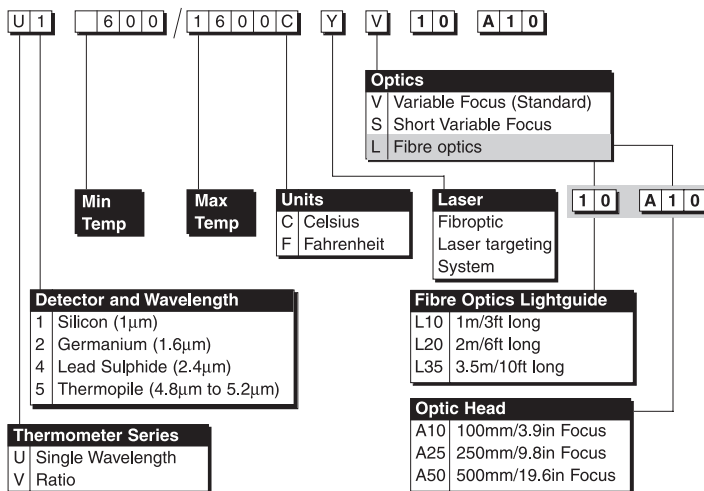 U1 600/1600C Y V 10 A10
Optics
V Variable Focus (Standard)
S Short Variable Focus
L Fibre optics
Min
Temp
Max
Temp
Units
C Celsius
F Fahrenheit
Laser
Fibroptic
Laser targeting
System
10 A10
Detector and Wavelength
1 Silicon (1μm)
2 Germanium (1.6μm)
4 Lead Sulphide (2.4μm)
5 Thermopile (4.8μm to 5.2μm)
Fibre Optics Lightguide
L10 1m/3ft long
L20 2m/6ft long
L35 3.5m/10ft long
Thermometer Series
U Single Wavelength
V Ratio
Optic Head
A10 100mm/3.9in Focus
A25 250mm/9.8in Focus
A50 500mm/19.6in Focus